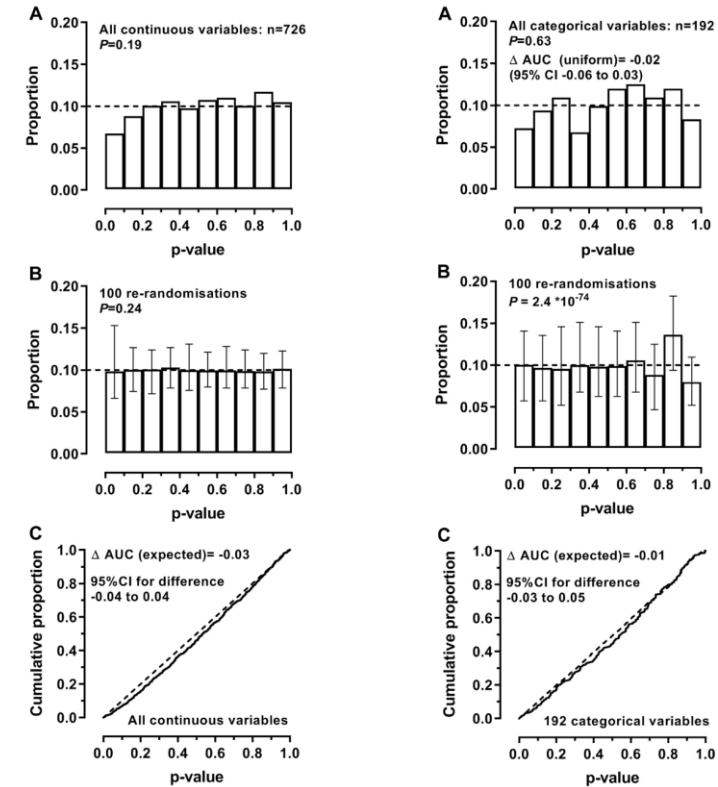 A
All continuous variables: n=726
P=0.19
Proportion
0.20
0.15
0.10
0.05
0.00
0.0 0.2 0.4 0.6 0.8 1.0
p-value
B
100 re-randomisations
P=0.24
Proportion
0.20
0.15
0.10
0.05
0.00
0.0 0.2 0.4 0.6 0.8 1.0
p-value
C
Δ AUC (expected)= -0.03
95%CI for difference
-0.04 to 0.04
Cumulative proportion
1.0
0.8
0.6
0.4
0.2
0.0
All continuous variables
0.0 0.2 0.4 0.6 0.8 1.0
p-value
A
All categorical variables: n=192
P=0.63
Δ AUC (uniform)= -0.02
(95% CI -0.06 to 0.03)
Proportion
0.20
0.15
0.10
0.05
0.00
0.0 0.2 0.4 0.6 0.8 1.0
p-value
B
100 re-randomisations
P = 2.4 *10-74
Proportion
0.20
0.15
0.10
0.05
0.00
0.0 0.2 0.4 0.6 0.8 1.0
p-value
C
Δ AUC (expected)= -0.01
95%CI for difference
-0.03 to 0.05
Cumulative proportion
1.0
0.8
0.6
0.4
0.2
0.0
192 categorical variables
0.0 0.2 0.4 0.6 0.8 1.0
p-value